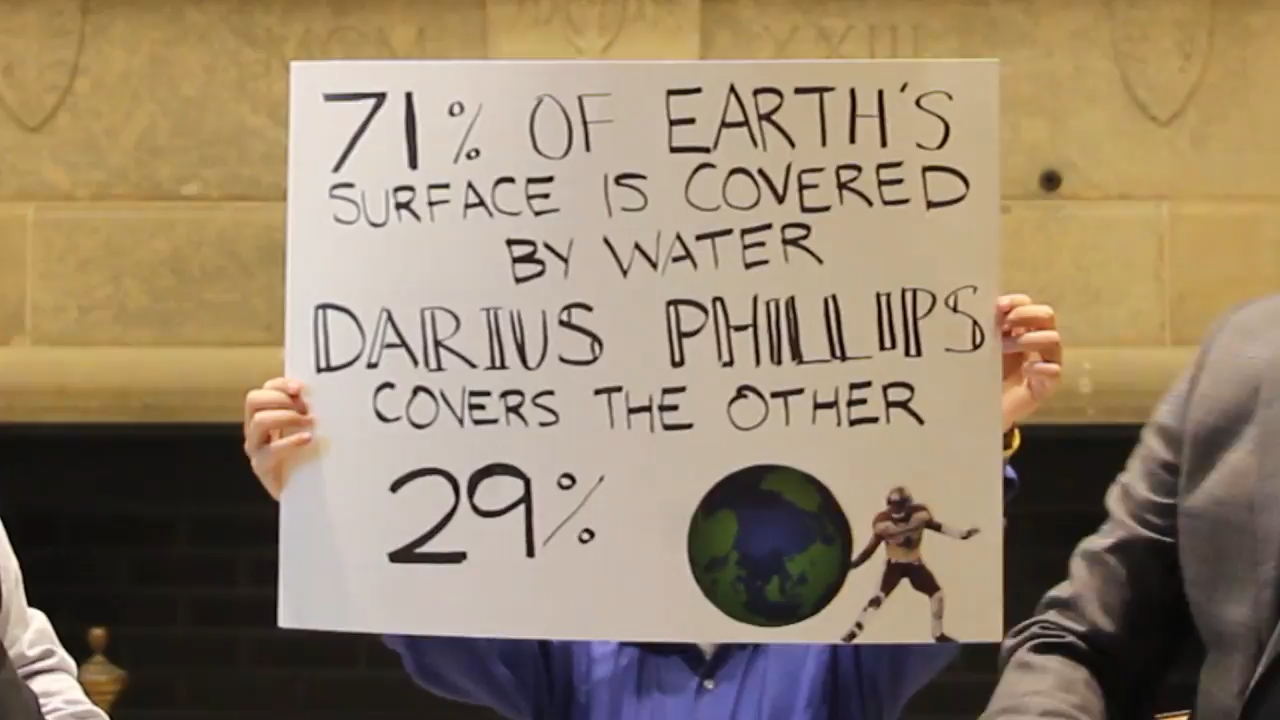 71% OF EARTH'S
SURFACE IS COVERED
BY WATER
DARIUS PHILLIPS
COVERS THE OTHER
29%